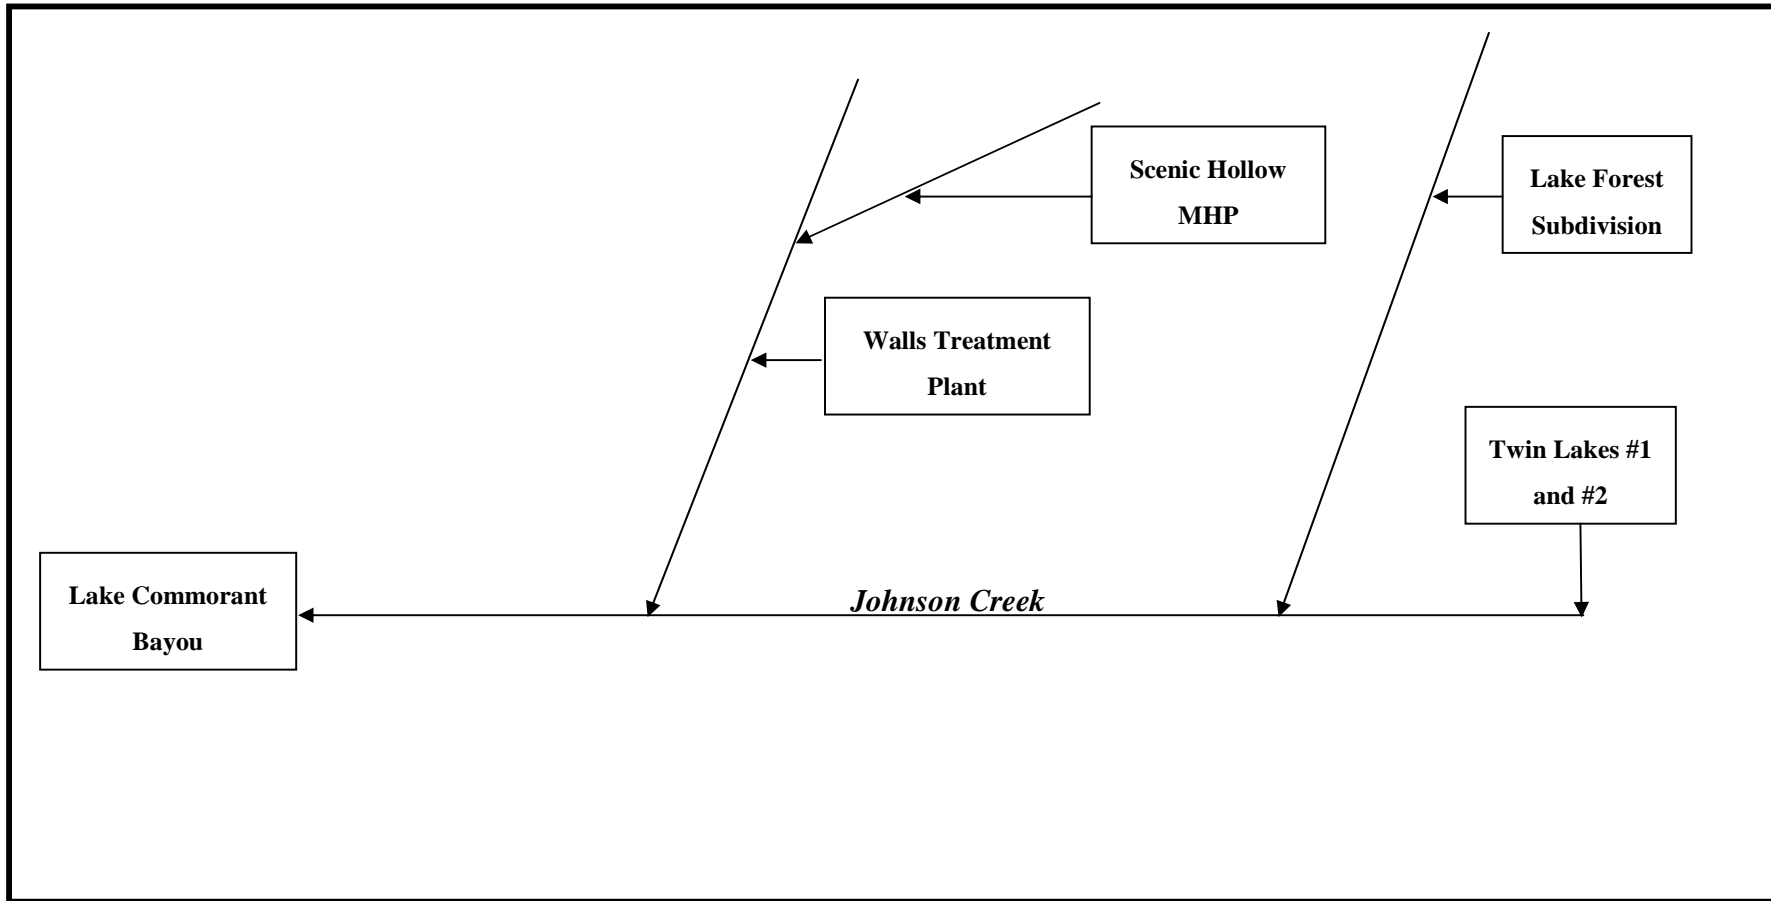 Scenic Hollow
MHP
Lake Forest
Subdivision
Walls Treatment
Plant
Twin Lakes #1
and #2
Lake Commorant
Bayou
Johnson Creek